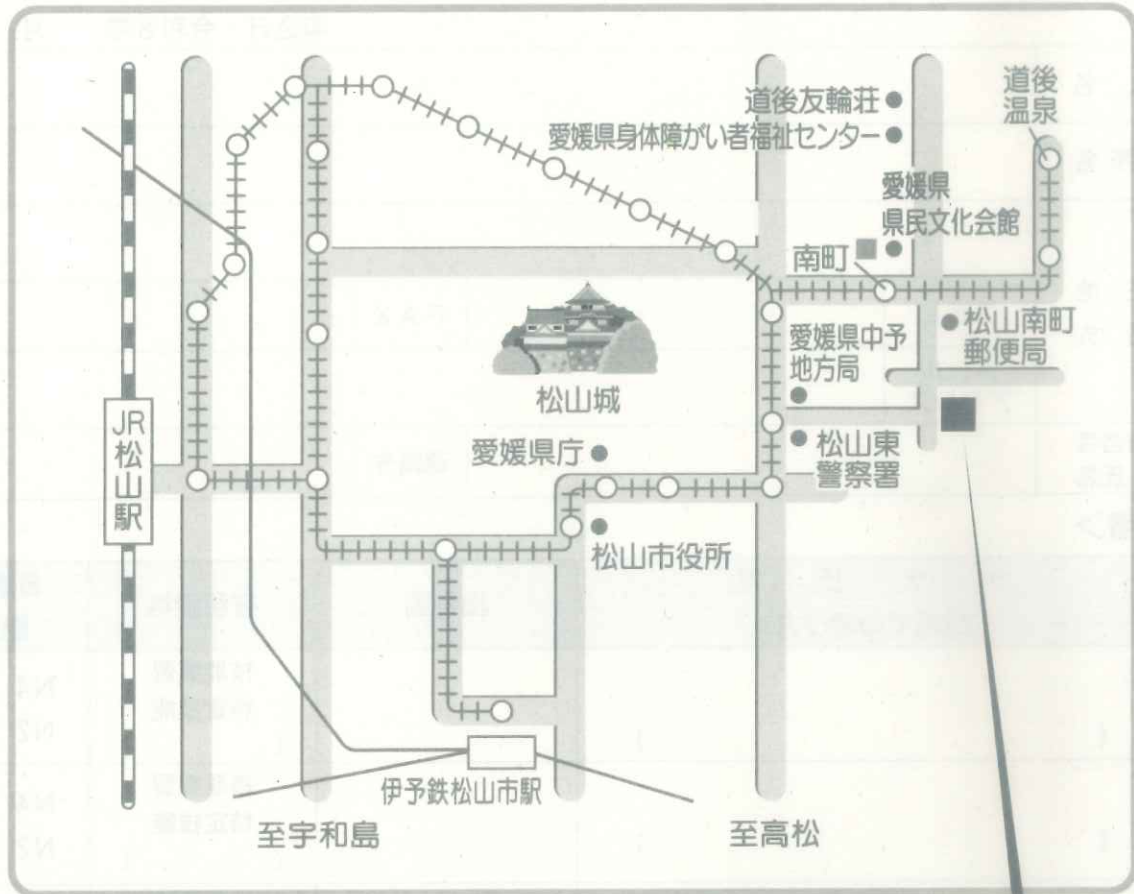 道後友輪荘
愛媛県身体障がい者福祉センター
道後
温泉
愛媛県
県民文化会館
南町
松山南町
郵便局
愛媛県中予
地方局
松山城
JR松山駅
愛媛県庁
松山東
警察署
松山市役所
伊予鉄松山市駅
至宇和島
至高松